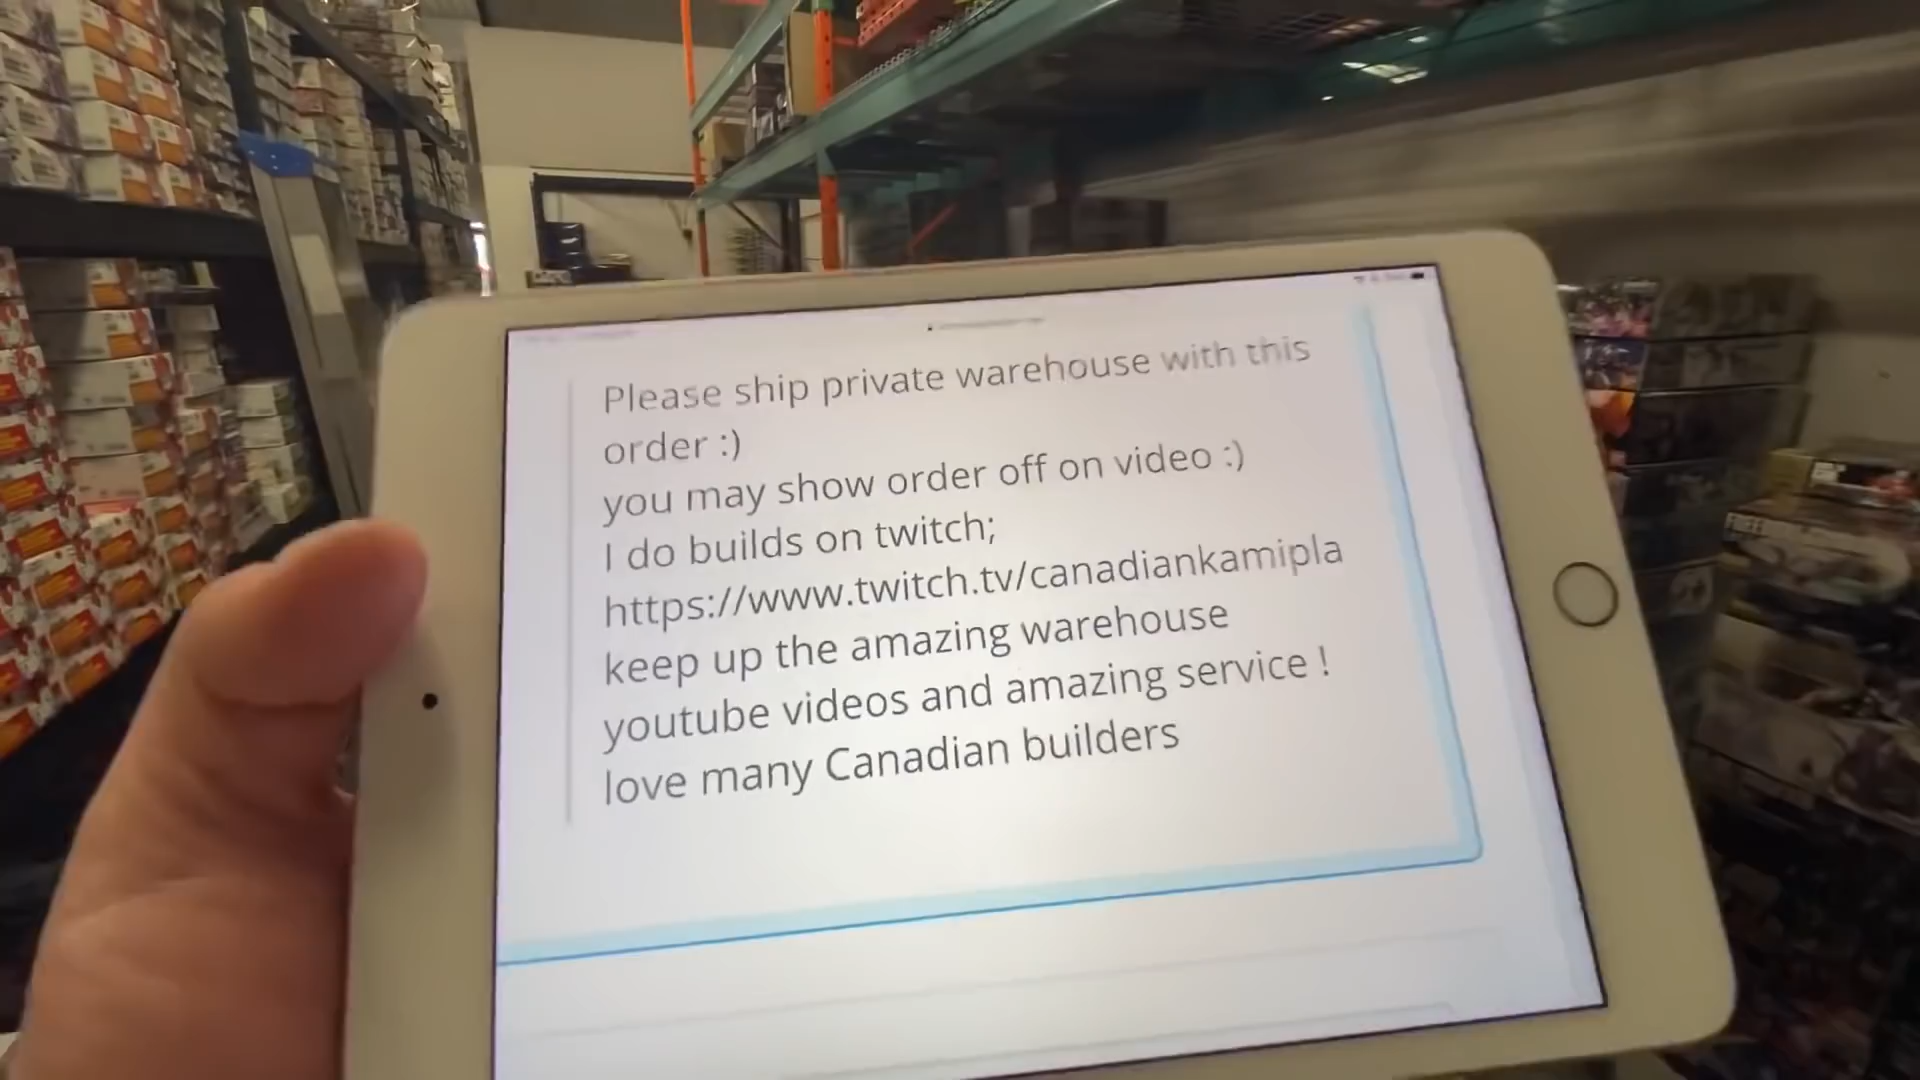 Please ship private warehouse with this
order :)
you may show order off on video :)
I do builds on twitch;
https://www.twitch.tv/canadiankamipla
keep up the amazing warehouse
youtube videos and amazing service !
love many Canadian builders